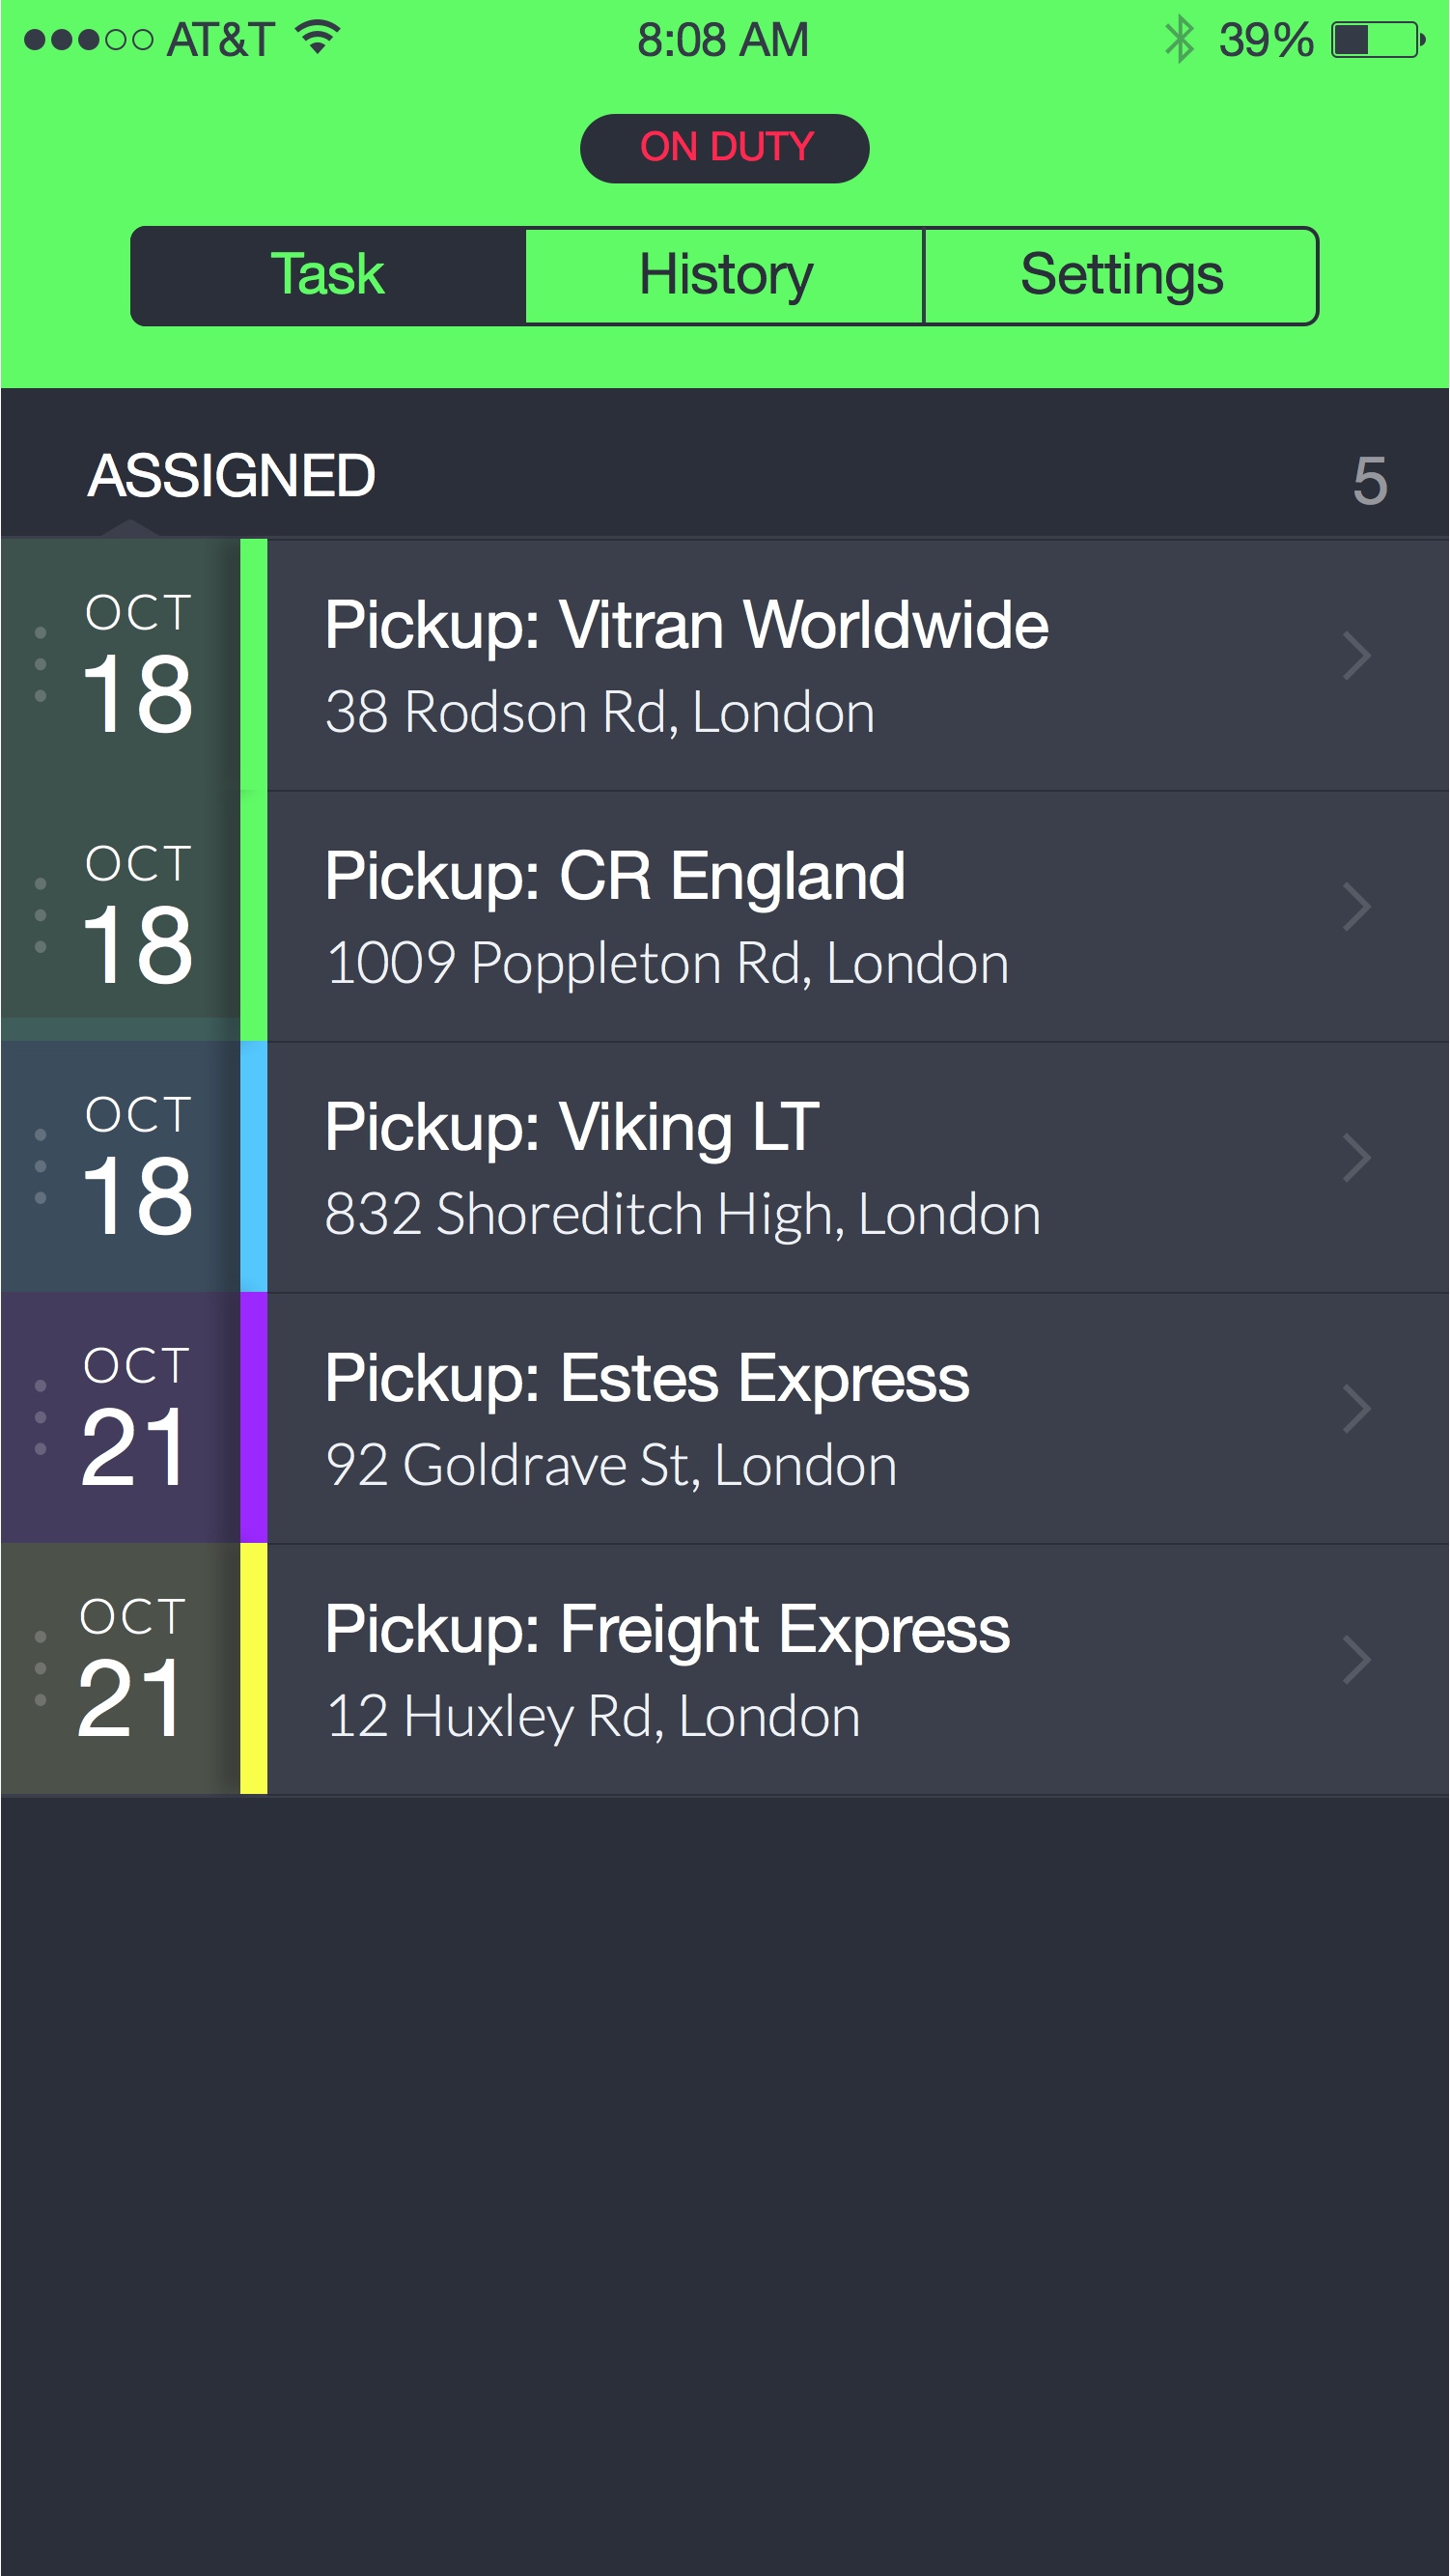 AT&T 8:08 AM 39%
ON DUTY
Task History Settings
ASSIGNED 5
OCT
18
Pickup: Vitran Worldwide
38 Rodson Rd, London
OCT
18
Pickup: CR England
1009 Poppleton Rd, London
OCT
18
Pickup: Viking LT
832 Shoreditch High, London
OCT
21
Pickup: Estes Express
92 Goldrave St, London
OCT
21
Pickup: Freight Express
12 Huxley Rd, London